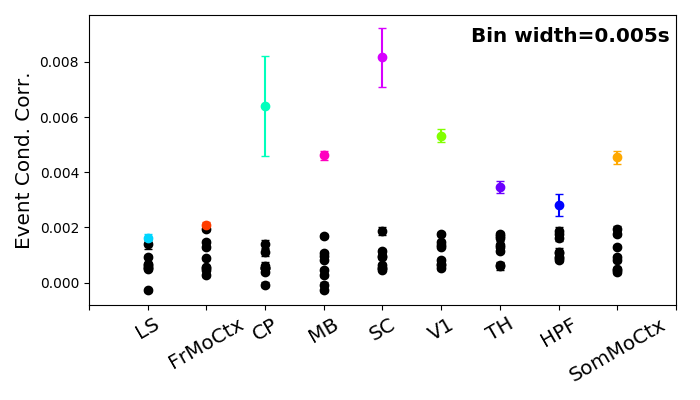 Bin width=0.005s
Event Cond. Corr.
0.008
0.006
0.004
0.002
0.000
LS
FrMoCtx
CP
MB
SC
V1
TH
HPF
SomMoCtx